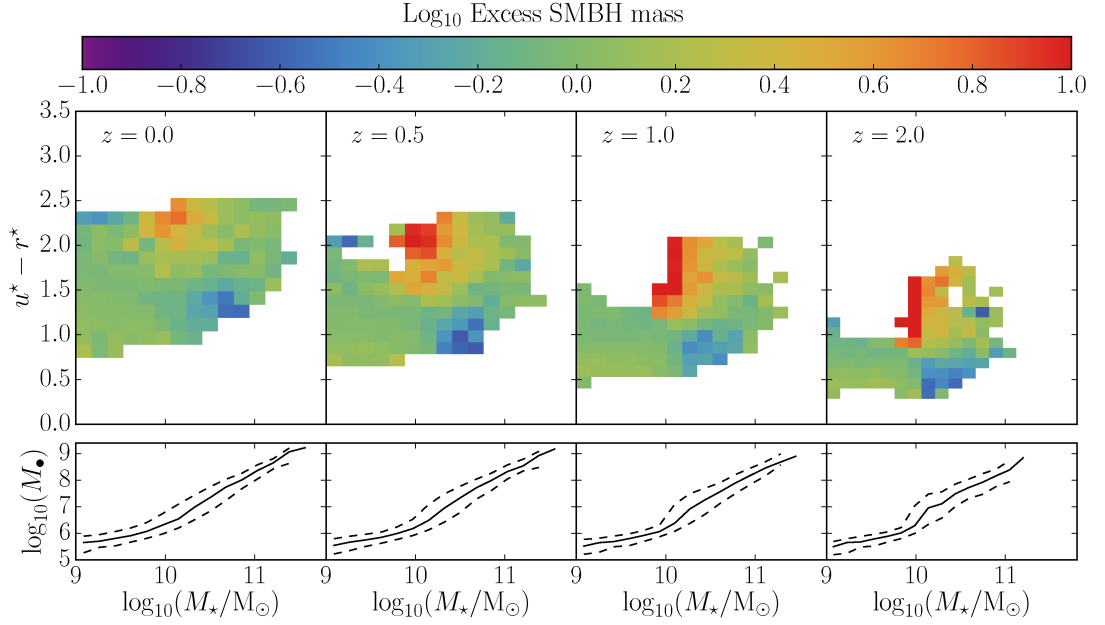 Log₁₀ Excess SMBH mass
−1.0 −0.8 −0.6 −0.4 −0.2 0.0 0.2 0.4 0.6 0.8 1.0
z = 0.0 z = 0.5 z = 1.0 z = 2.0
3.5
3.0
2.5
2.0
1.5
1.0
0.5
0.0
u⋆ − r⋆
9
8
7
6
5
log₁₀(M●)
9 10 11 9 10 11 9 10 11 9 10 11
log₁₀(M⋆/M⊙) log₁₀(M⋆/M⊙) log₁₀(M⋆/M⊙) log₁₀(M⋆/M⊙)